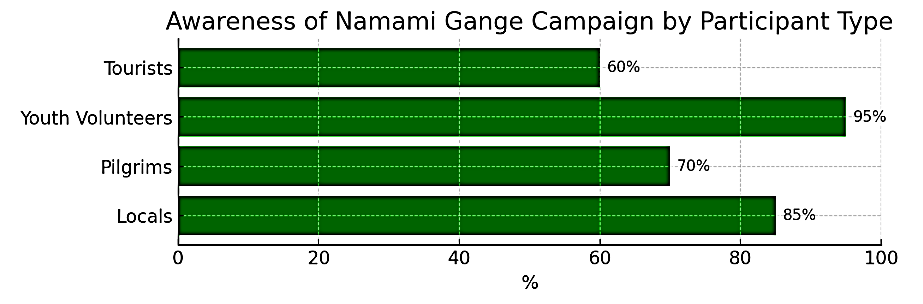 Awareness of Namami Gange Campaign by Participant Type
Tourists 60%
Youth Volunteers 95%
Pilgrims 70%
Locals 85%
0 20 40 60 80 100
%